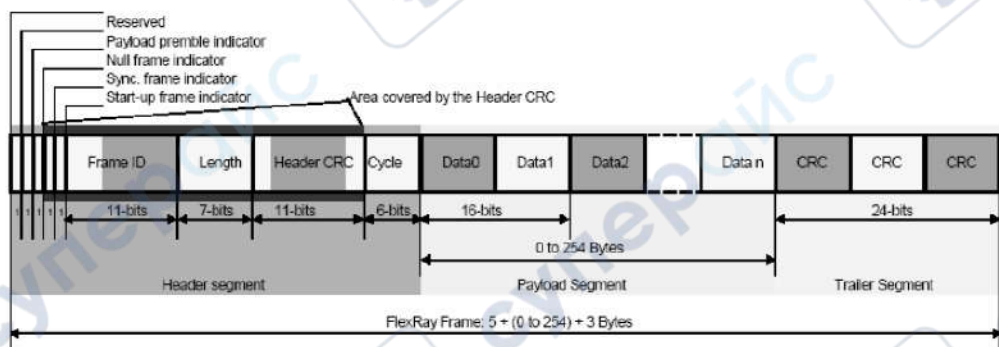 Reserved
Payload premble indicator
Null frame indicator
Sync. frame indicator
Start-up frame indicator
Area covered by the Header CRC
Frame ID Length Header CRC Cycle Data0 Data1 Data2 Data n CRC CRC CRC
1 1 1 1 1 11-bits 7-bits 11-bits 6-bits 16-bits 24-bits
0 to 254 Bytes
Header segment Payload Segment Trailer Segment
FlexRay Frame: 5 + (0 to 254) + 3 Bytes
суперайс
суперайс
суперайс